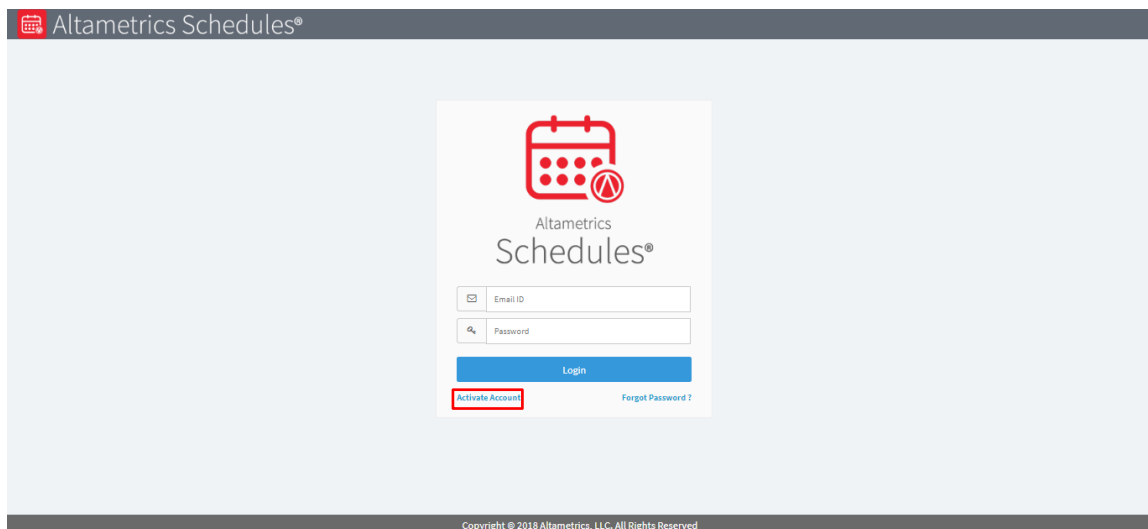 Altametrics Schedules®
Altametrics
Schedules®
Email ID
Password
Login
Activate Account
Forgot Password ?
Copyright © 2018 Altametrics, LLC. All Rights Reserved